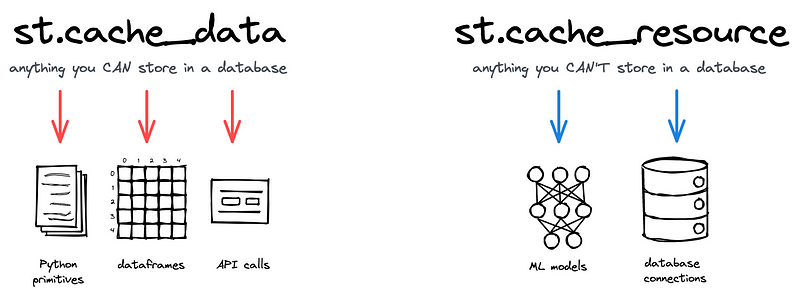 st.cache_data
anything you CAN store in a database
0 1 2 3 4
0
1
2
3
4
Python
primitives
dataframes
API calls
st.cache_resource
anything you CAN'T store in a database
ML models
database
connections